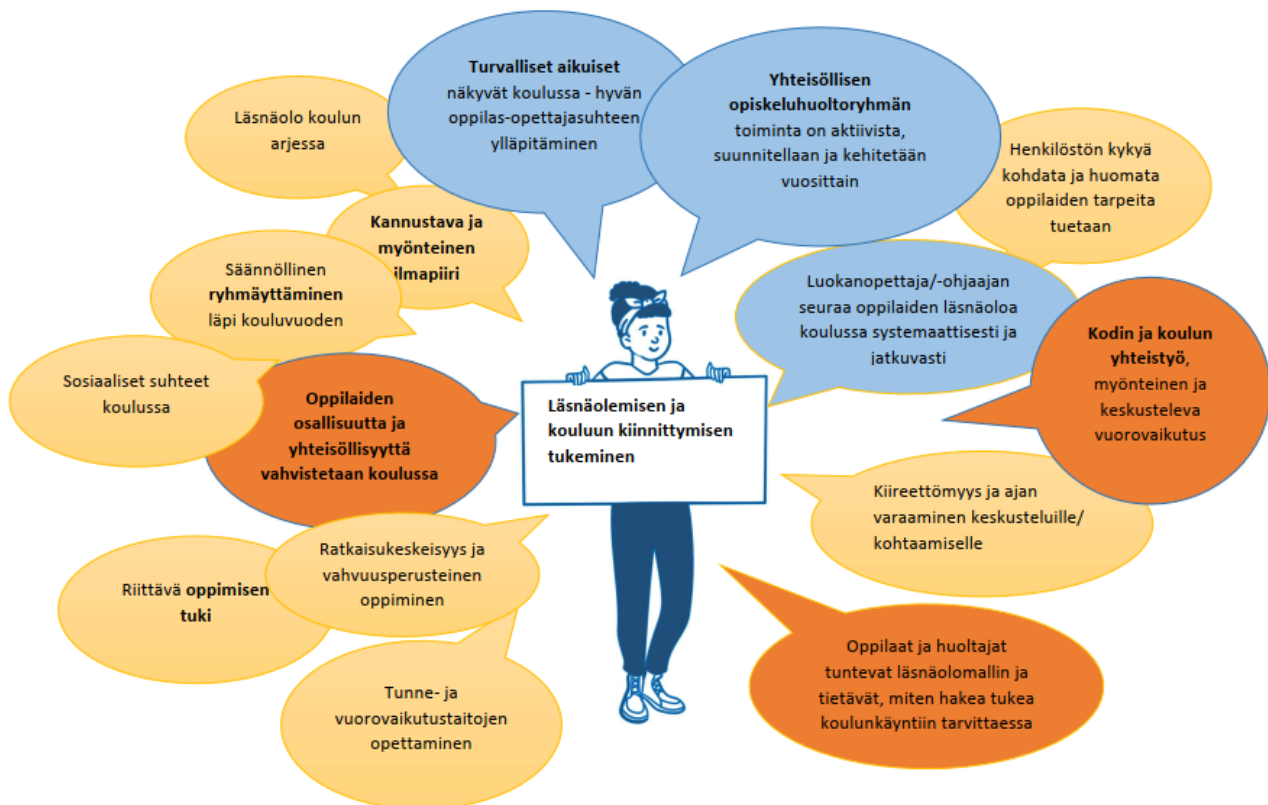 Turvalliset aikuiset
näkyvät koulussa - hyvän
oppilas-opettajasuhteen
ylläpitäminen
Yhteisöllisen
opiskeluhuoltoryhmän
toiminta on aktiivista,
suunnitellaan ja kehitetään
vuosittain
Läsnäolo koulun
arjessa
Henkilöstön kykyä
kohdata ja huomata
oppilaiden tarpeita
tuetaan
Kannustava ja
myönteinen
ilmapiiri
Säännöllinen
ryhmäyttäminen
läpi kouluvuoden
Luokanopettaja/-ohjaajan
seuraa oppilaiden läsnäoloa
koulussa systemaattisesti ja
jatkuvasti
Kodin ja koulun
yhteistyö,
myönteinen ja
keskusteleva
vuorovaikutus
Sosiaaliset suhteet
koulussa
Oppilaiden
osallisuutta ja
yhteisöllisyyttä
vahvistetaan koulussa
Läsnäolemisen ja
kouluun kiinnittymisen
tukeminen
Kiireettömyys ja ajan
varaaminen keskusteluille/
kohtaamiselle
Ratkaisukeskeisyys ja
vahvuusperusteinen
oppiminen
Riittävä oppimisen
tuki
Oppilaat ja huoltajat
tuntevat läsnäolomallin ja
tietävät, miten hakea tukea
koulunkäyntiin tarvittaessa
Tunne- ja
vuorovaikutustaitojen
opettaminen